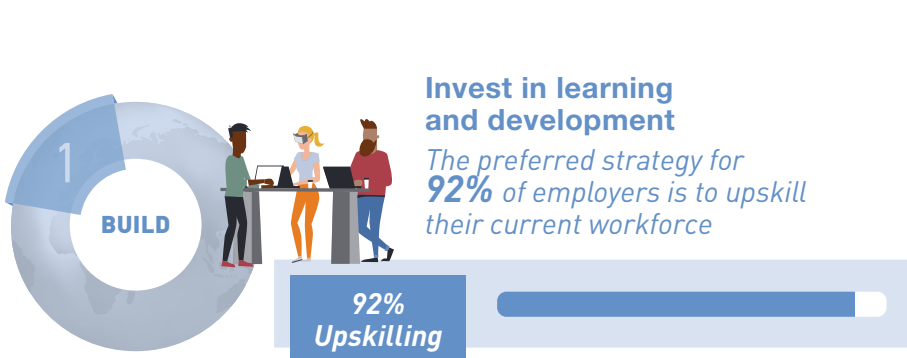 1
BUILD
Invest in learning
and development
The preferred strategy for
92% of employers is to upskill
their current workforce
92%
Upskilling